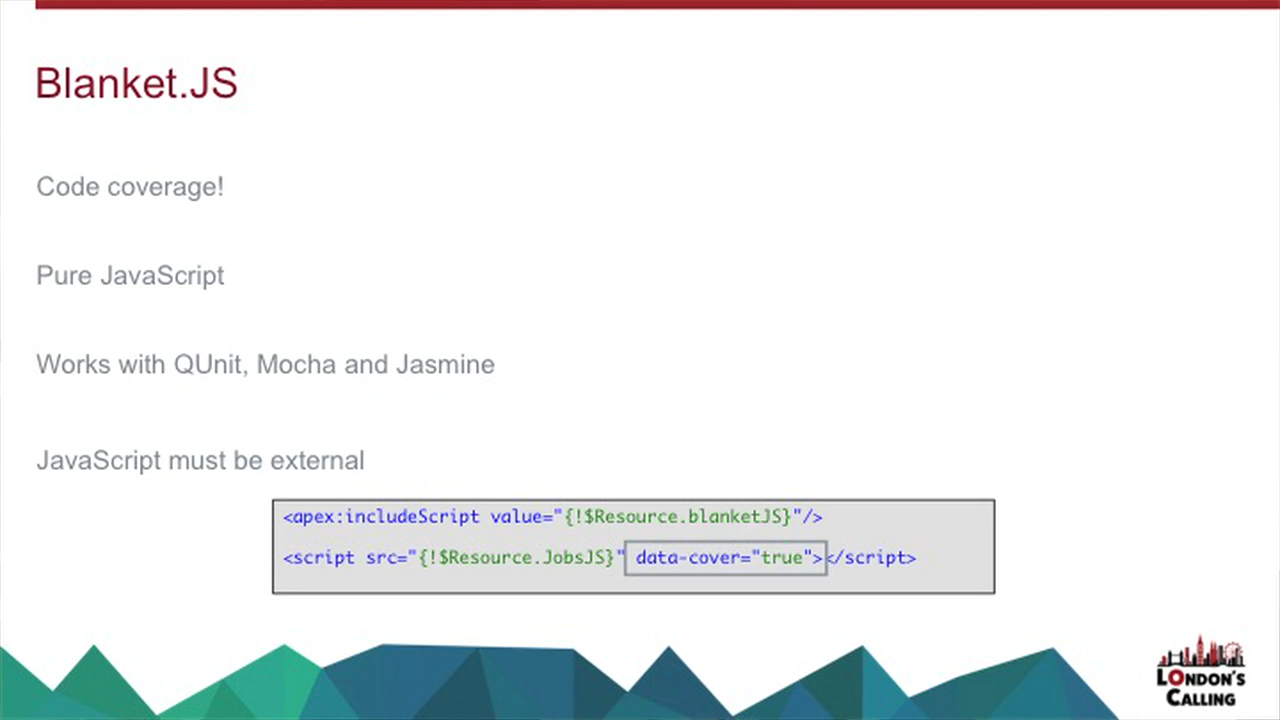 Blanket.JS
Code coverage!
Pure JavaScript
Works with QUnit, Mocha and Jasmine
JavaScript must be external
<apex:includeScript value="{!$Resource.blanketJS}"/>
<script src="{!$Resource.JobsJS}" data-cover="true"></script>
LONDON'S
CALLING